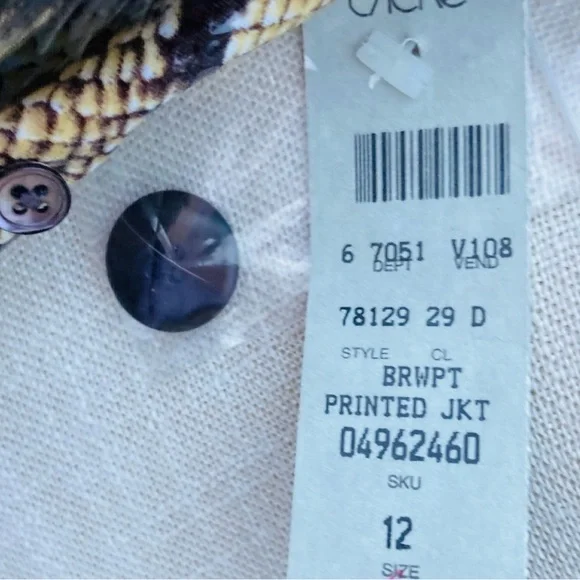 6 7051 V108
DEPT VEND
78129 29 D
STYLE CL
BRWPT
PRINTED JKT
04962460
SKU
12
SIZE